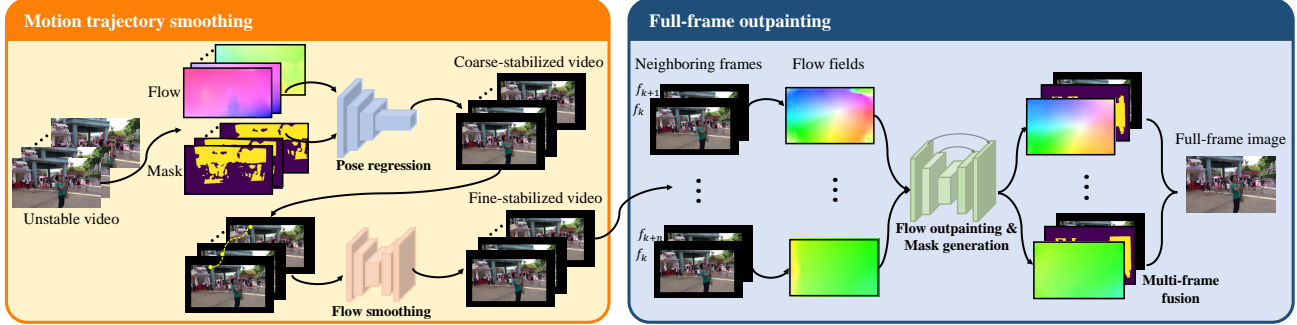 Motion trajectory smoothing
Flow
Mask
Unstable video
Pose regression
Coarse-stabilized video
Flow smoothing
Fine-stabilized video
Full-frame outpainting
Neighboring frames
Flow fields
f_{k+1}
f_k
f_{k+n}
f_k
Flow outpainting &
Mask generation
Multi-frame
fusion
Full-frame image